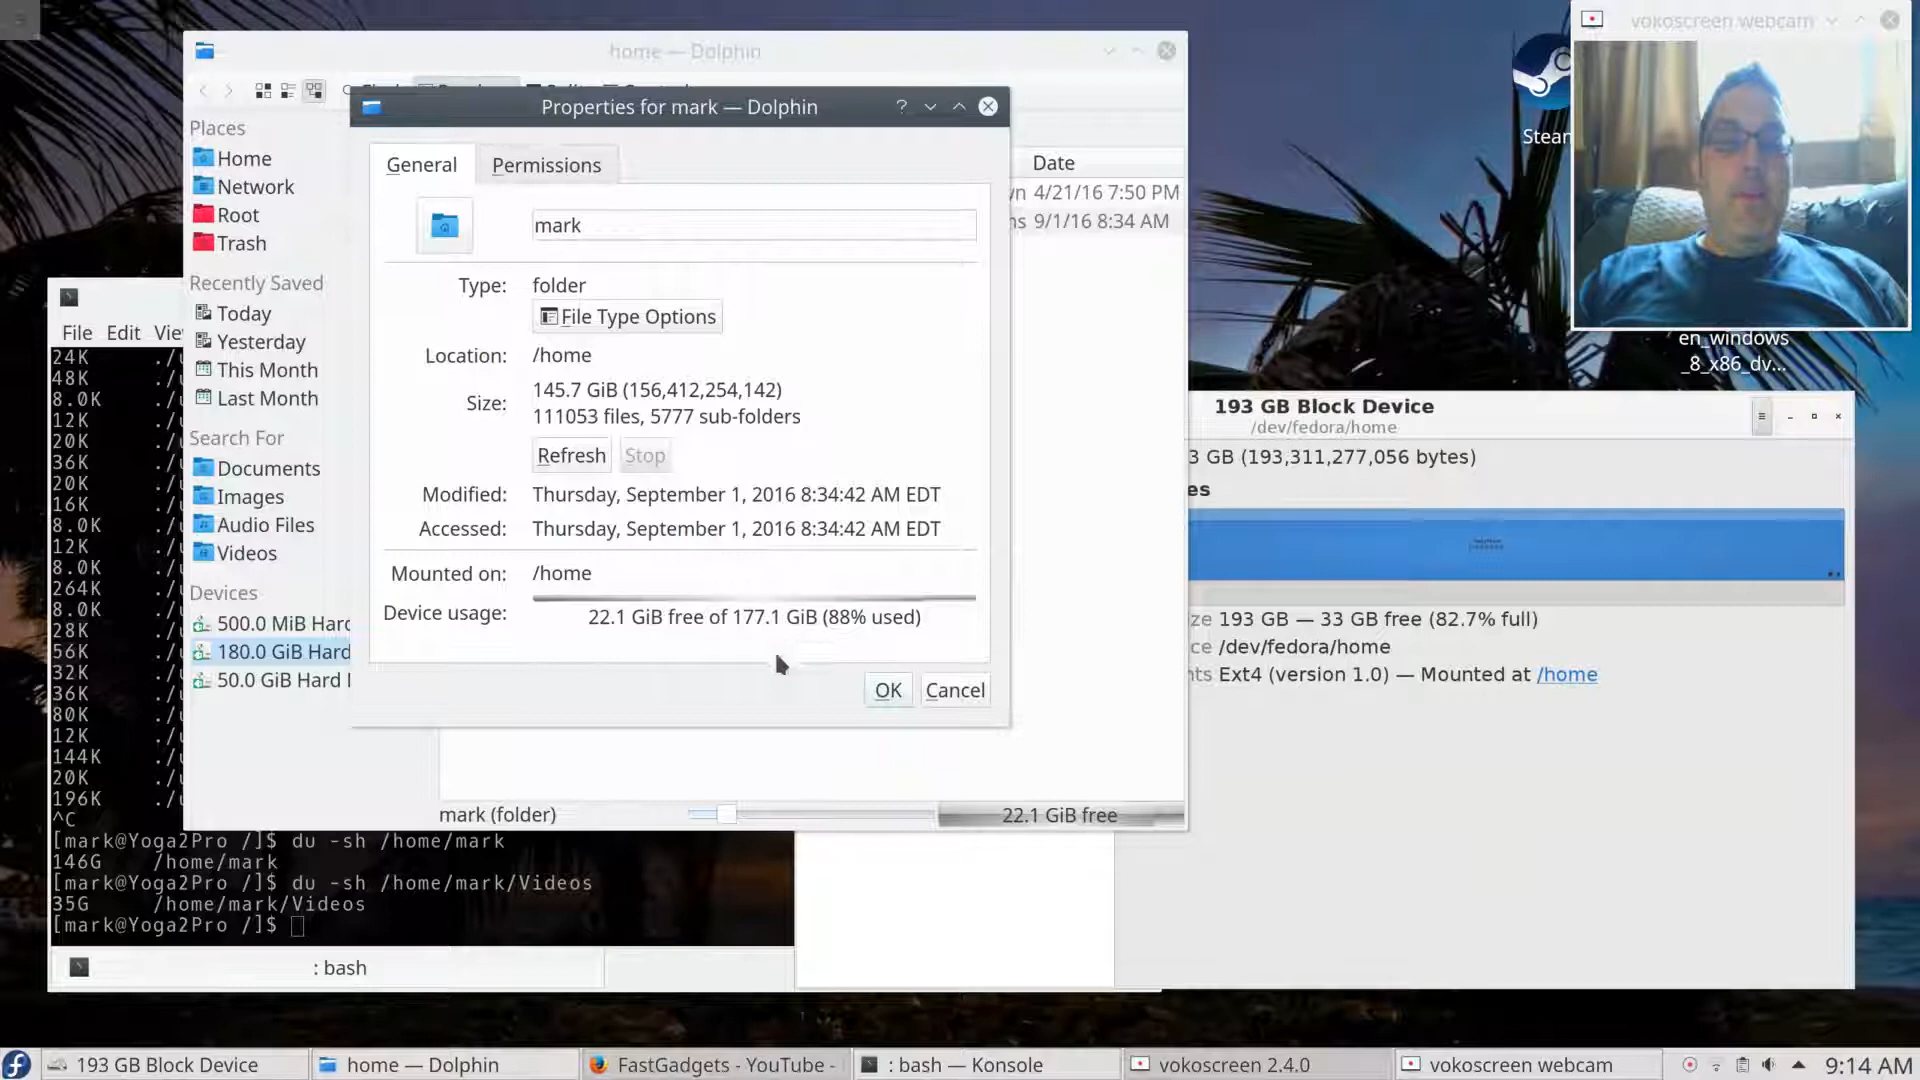 vokoscreen webcam
home — Dolphin
Properties for mark — Dolphin
Steam
Places
Home
Network
Root
Trash
Recently Saved
Today
Yesterday
This Month
Last Month
Search For
Documents
Images
Audio Files
Videos
Devices
500.0 MiB Hard
180.0 GiB Hard
50.0 GiB Hard
General
Permissions
mark
Type: folder
File Type Options
Location: /home
Size: 145.7 GiB (156,412,254,142)
111053 files, 5777 sub-folders
Refresh Stop
Modified: Thursday, September 1, 2016 8:34:42 AM EDT
Accessed: Thursday, September 1, 2016 8:34:42 AM EDT
Mounted on: /home
Device usage: 22.1 GiB free of 177.1 GiB (88% used)
OK Cancel
Date
4/21/16 7:50 PM
9/1/16 8:34 AM
mark (folder)
22.1 GiB free
en_windows
_8_x86_dv...
193 GB Block Device
/dev/fedora/home
3 GB (193,311,277,056 bytes)
es
ze 193 GB — 33 GB free (82.7% full)
ce /dev/fedora/home
nts Ext4 (version 1.0) — Mounted at /home
File Edit Vie
24K ./
48K ./
8.0K ./
12K ./
20K ./
36K ./
20K ./
16K ./
8.0K ./
12K ./
8.0K ./
264K ./
8.0K ./
28K ./
56K ./
32K ./
36K ./
80K ./
12K ./
144K ./
20K ./
196K ./
^C
[mark@Yoga2Pro /]$ du -sh /home/mark
146G /home/mark
[mark@Yoga2Pro /]$ du -sh /home/mark/Videos
35G /home/mark/Videos
[mark@Yoga2Pro /]$
: bash
193 GB Block Device
home — Dolphin
FastGadgets - YouTube -
: bash — Konsole
vokoscreen 2.4.0
vokoscreen webcam
9:14 AM